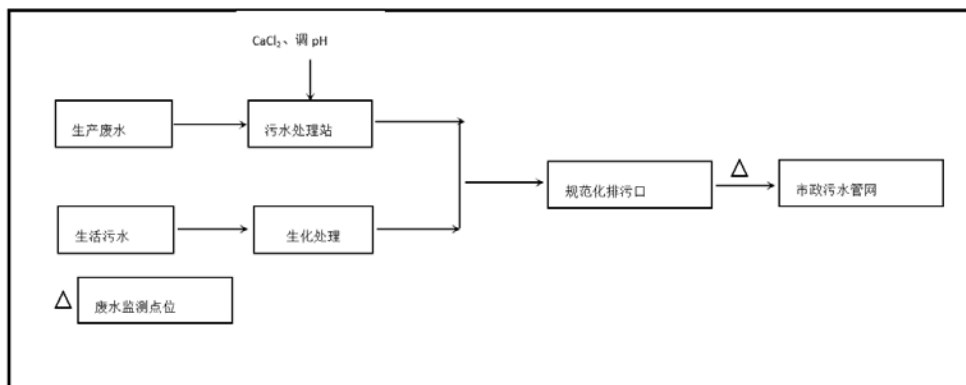 CaCl₂、调 pH
生产废水
污水处理站
规范化排污口
△
市政污水管网
生活污水
生化处理
△
废水监测点位